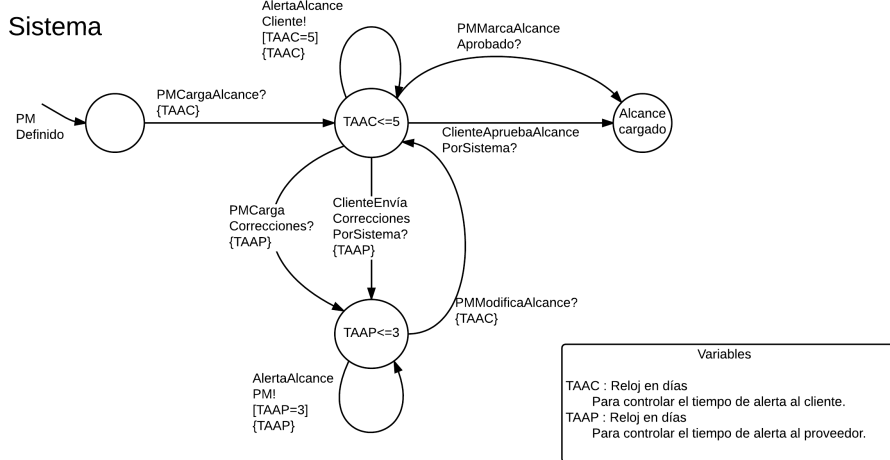 Sistema
AlertaAlcance
Cliente!
[TAAC=5]
{TAAC}
PMMarcaAlcance
Aprobado?
PMCargaAlcance?
{TAAC}
PM
Definido
TAAC<=5
Alcance
cargado
ClienteApruebaAlcance
PorSistema?
PMCarga
Correcciones?
{TAAP}
ClienteEnvía
Correcciones
PorSistema?
{TAAP}
PMModificaAlcance?
{TAAC}
TAAP<=3
AlertaAlcance
PM!
[TAAP=3]
{TAAP}
Variables
TAAC : Reloj en días
Para controlar el tiempo de alerta al cliente.
TAAP : Reloj en días
Para controlar el tiempo de alerta al proveedor.